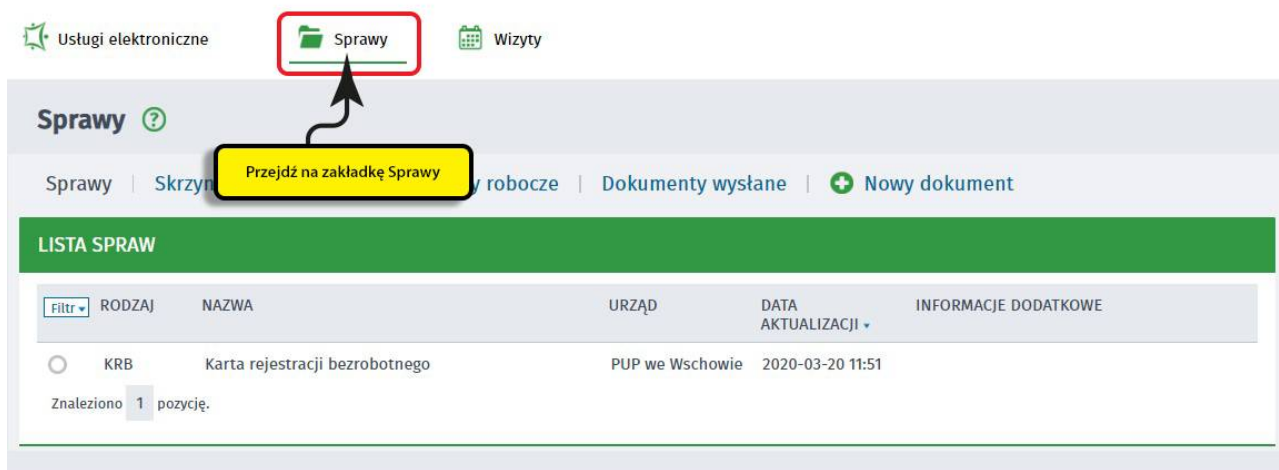 Usługi elektroniczne Sprawy Wizyty
Sprawy ?
Przejdź na zakładkę Sprawy
Sprawy | robocze | Dokumenty wysłane | Nowy dokument
LISTA SPRAW
Filtr RODZAJ NAZWA URZĄD DATA AKTUALIZACJI INFORMACJE DODATKOWE
KRB Karta rejestracji bezrobotnego PUP we Wschowie 2020-03-20 11:51
Znaleziono 1 pozycję.